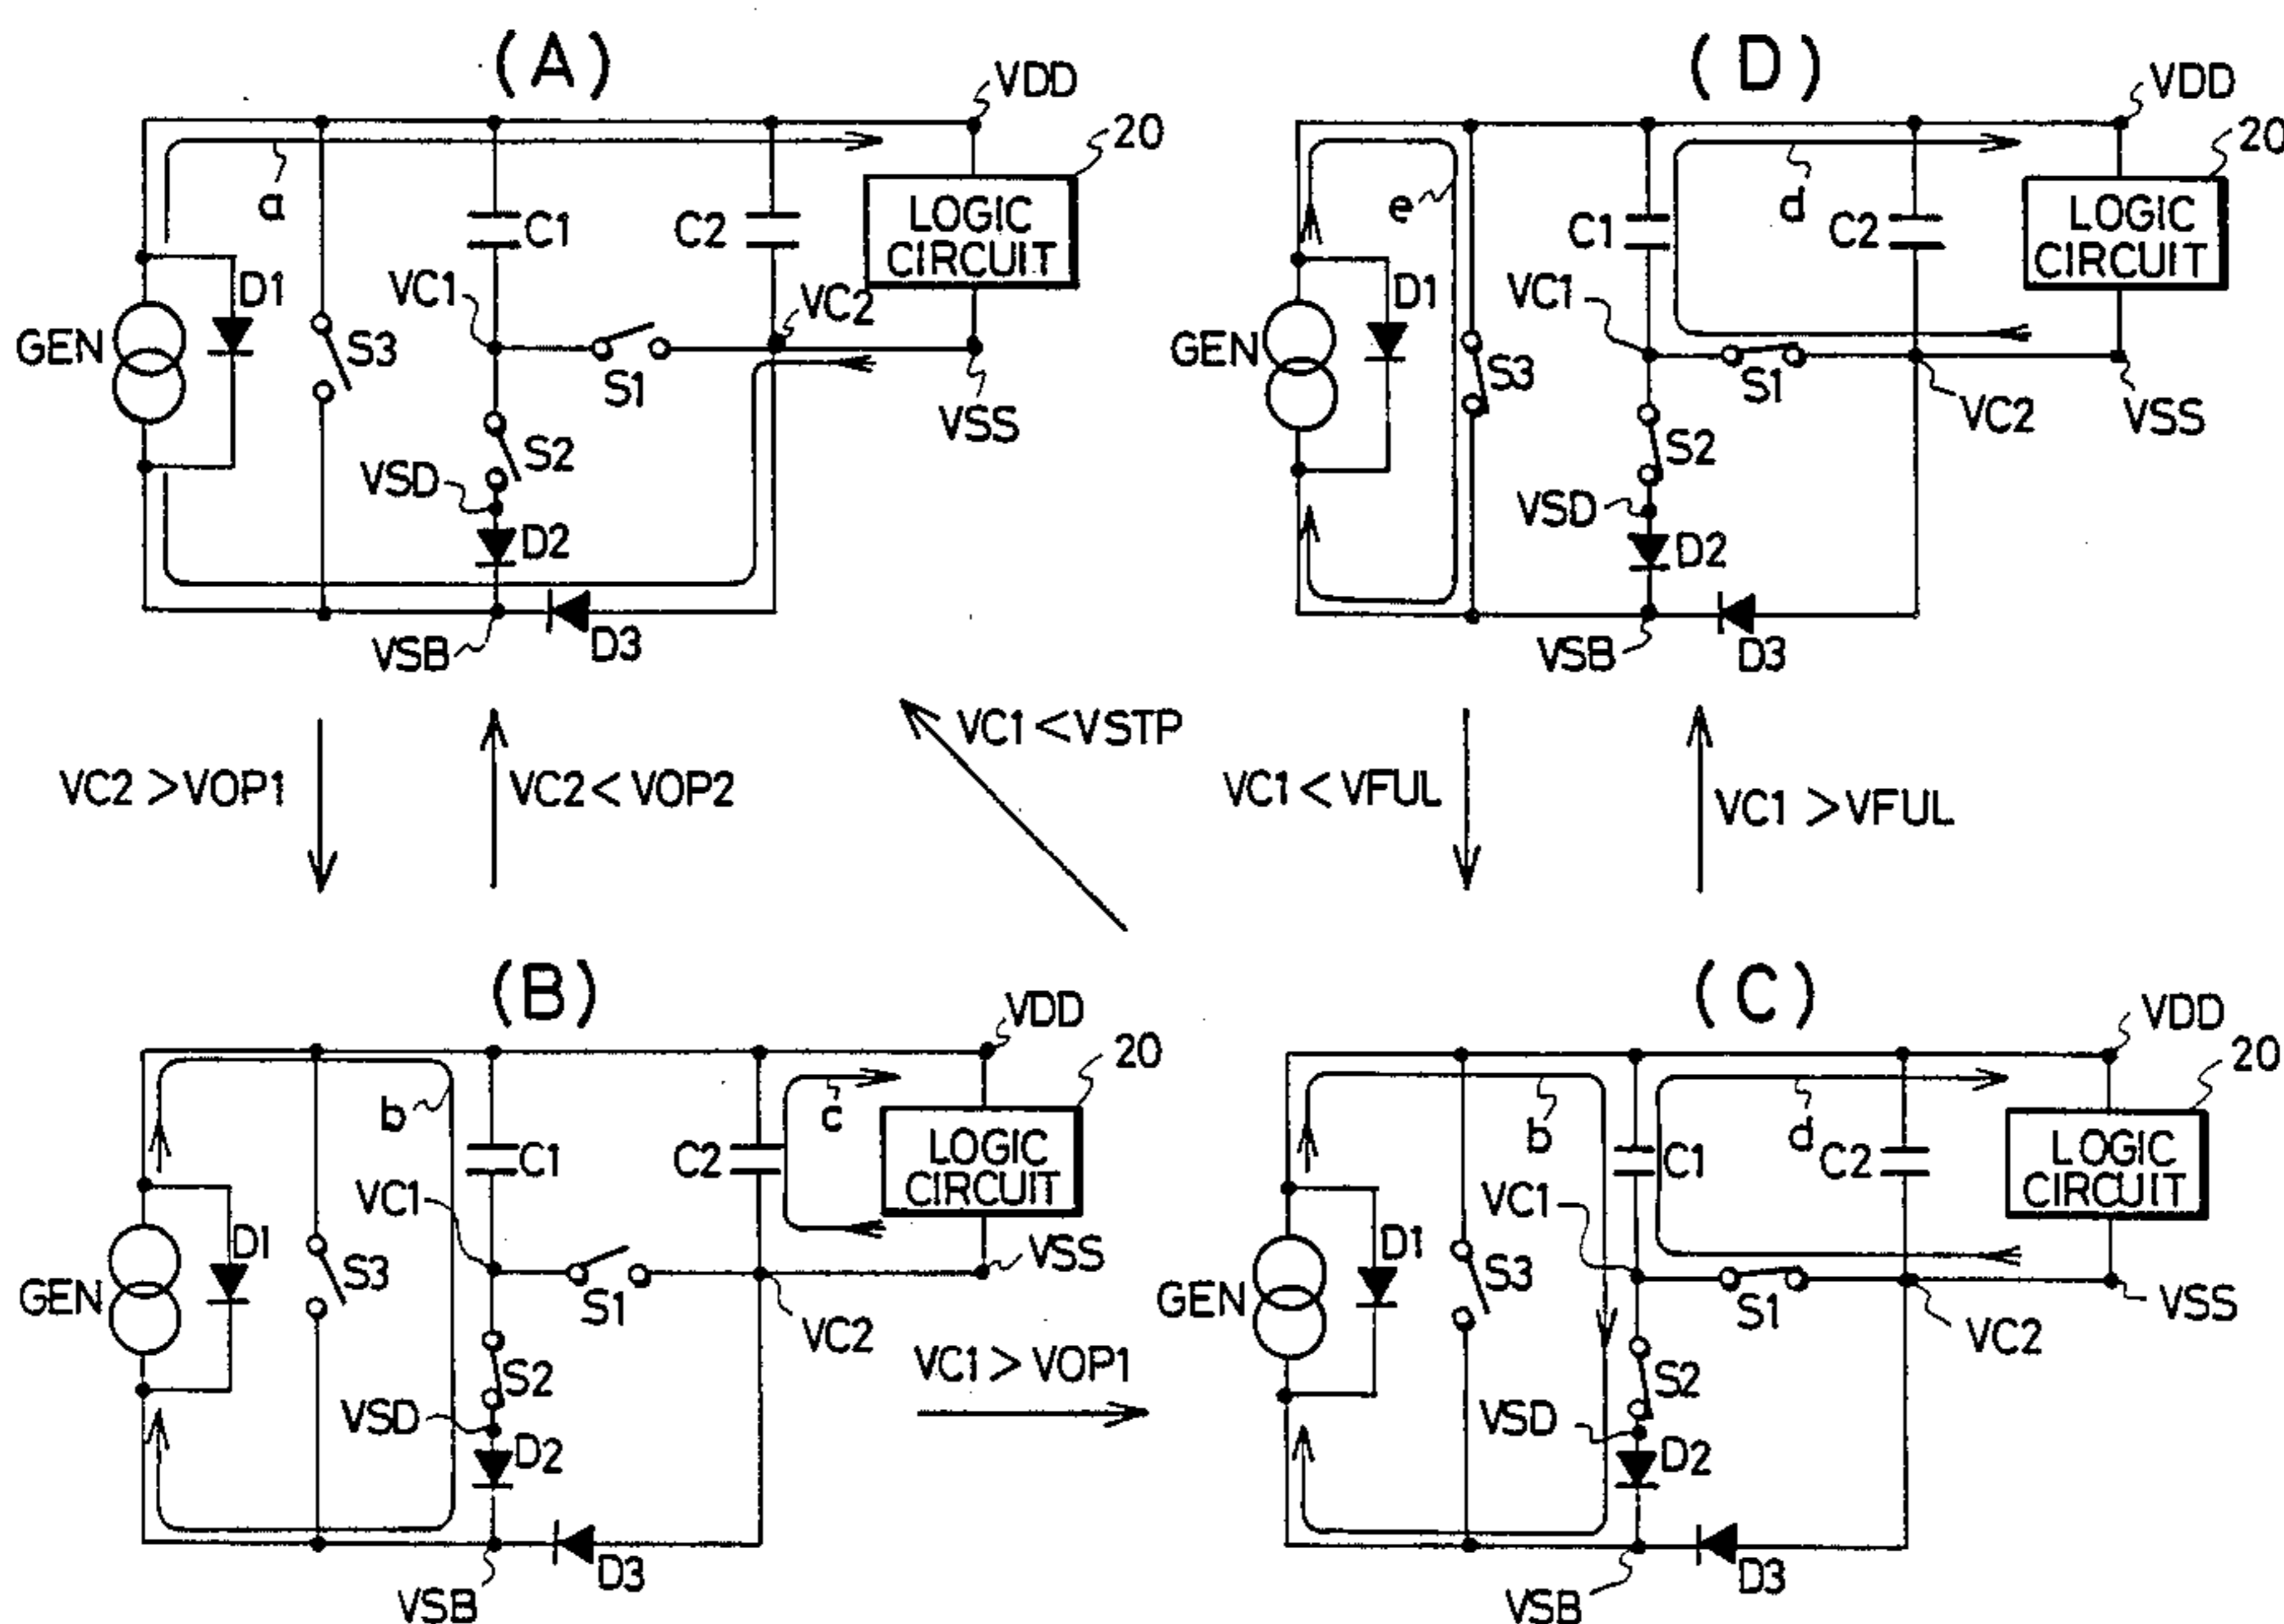 (A)
VDD
20
a
LOGIC
CIRCUIT
C1
C2
D1
VC1
VC2
GEN
S3
S1
VSS
S2
VSD
D2
VSB
D3
(D)
VDD
20
e
d
LOGIC
CIRCUIT
C1
C2
D1
VC1
GEN
S3
S1
VC2
VSS
S2
VSD
D2
VSB
D3
VC2 >VOP1
VC2 < VOP2
VC1 <VSTP
VC1 < VFUL
VC1 >VFUL
(B)
VDD
20
b
c
LOGIC
CIRCUIT
C1
C2
VC1
D1
GEN
S3
S1
VSS
VC2
S2
VSD
D2
VSB
D3
VC1 > VOP1
(C)
VDD
20
b
d
LOGIC
CIRCUIT
C1
C2
VC1
D1
GEN
S3
S1
VSS
VC2
S2
VSD
D2
VSB
D3